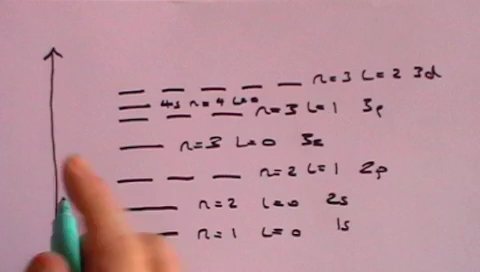 n=3 L=2 3d
4s n=4 L=0
n=3 L=1 3p
n=3 L=0 3s
n=2 L=1 2p
n=2 L=0 2s
n=1 L=0 1s